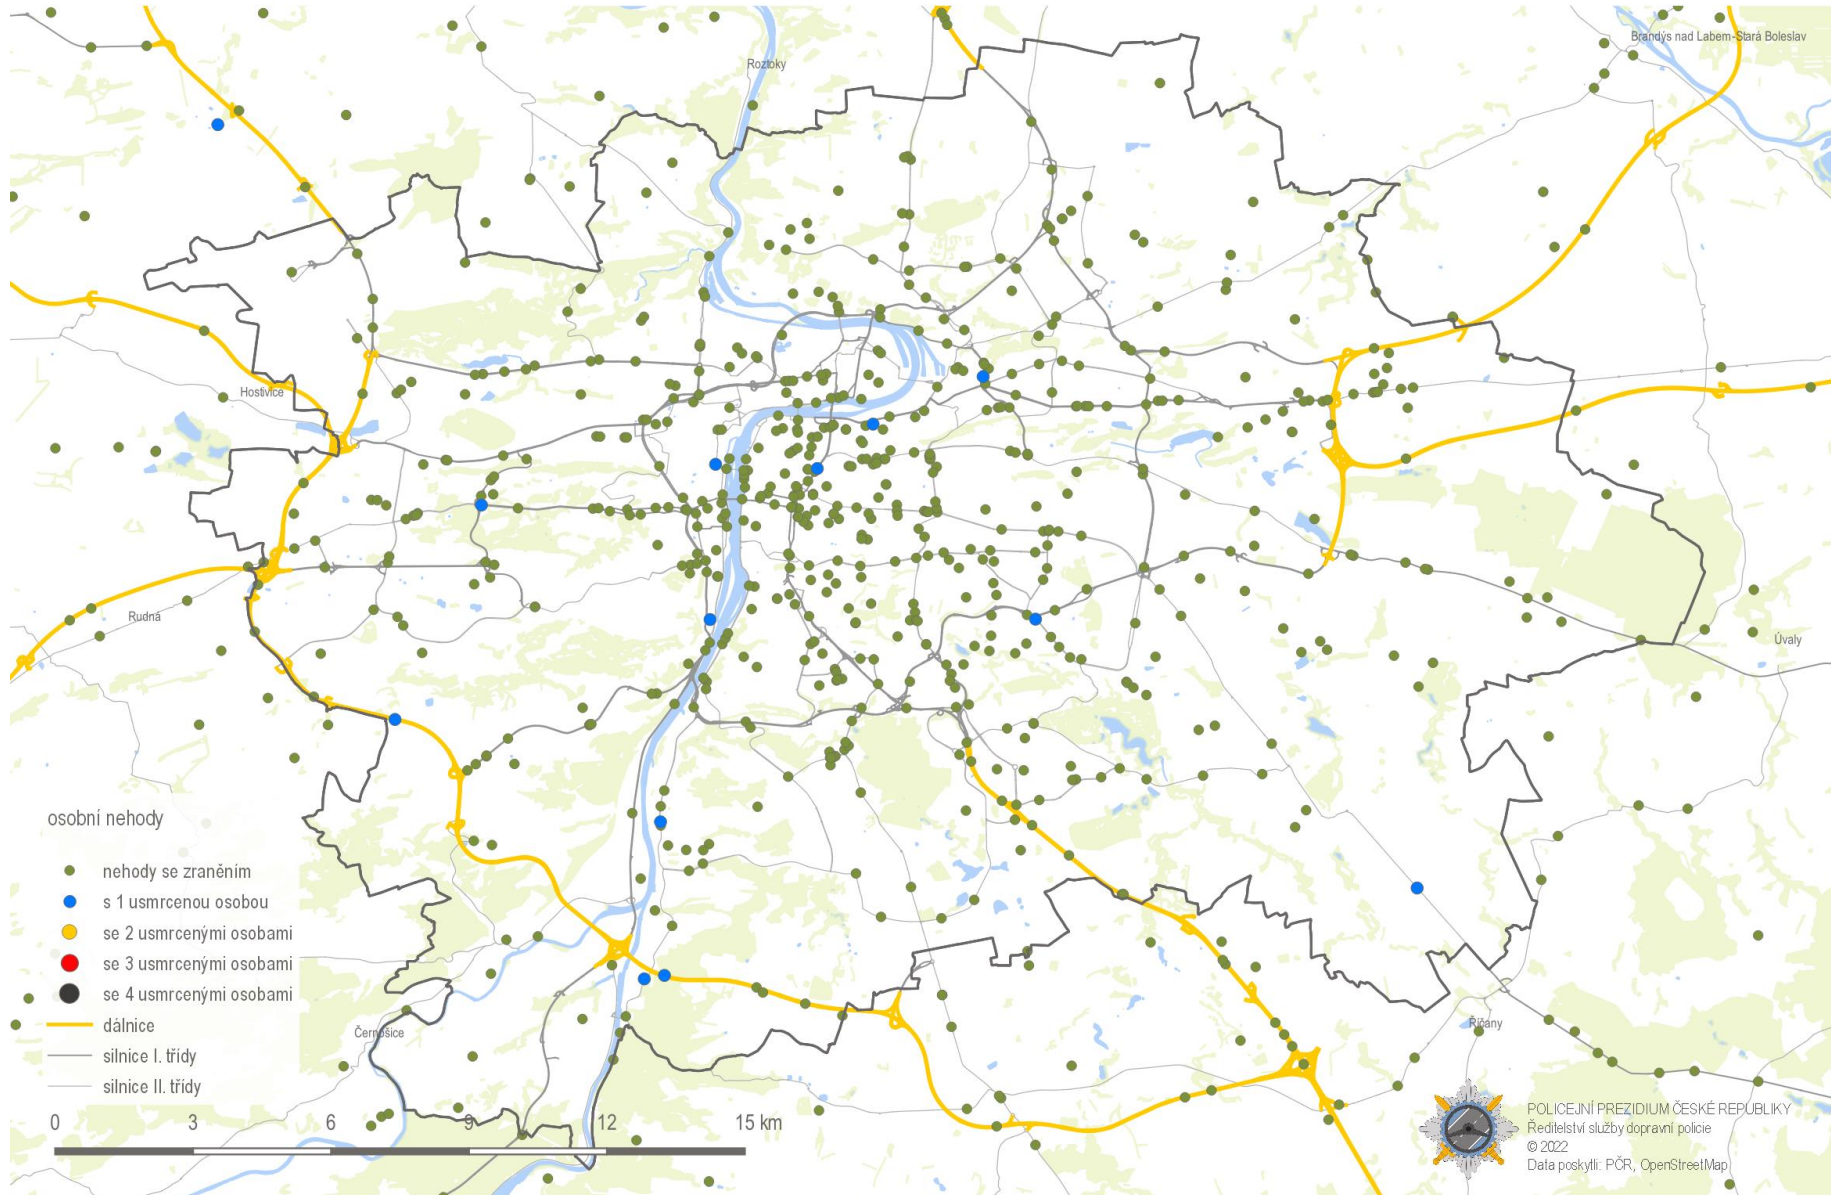 Brandýs nad Labem-Stará Boleslav
Roztoky
Hostivice
Rudná
Úvaly
osobní nehody
nehody se zraněním
s 1 usmrcenou osobou
se 2 usmrcenými osobami
se 3 usmrcenými osobami
se 4 usmrcenými osobami
dálnice
silnice I. třídy
silnice II. třídy
Černošice
Říčany
0 3 6 9 12 15 km
POLICEJNÍ PREZIDIUM ČESKÉ REPUBLIKY
Ředitelství služby dopravní policie
© 2022
Data poskytli: PČR, OpenStreetMap